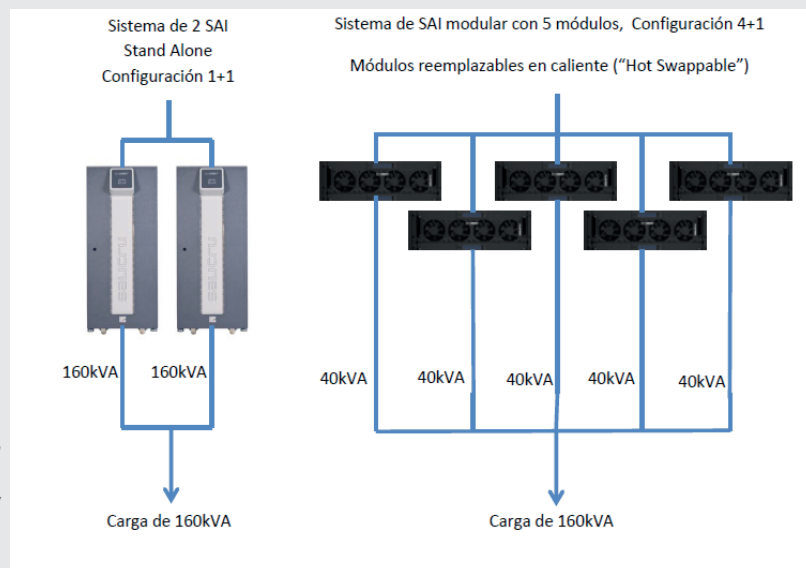 Sistema de 2 SAI
Stand Alone
Configuración 1+1
Sistema de SAI modular con 5 módulos, Configuración 4+1
Módulos reemplazables en caliente (“Hot Swappable”)
salicru
salicru
160kVA
160kVA
40kVA
40kVA
40kVA
40kVA
40kVA
Carga de 160kVA
Carga de 160kVA